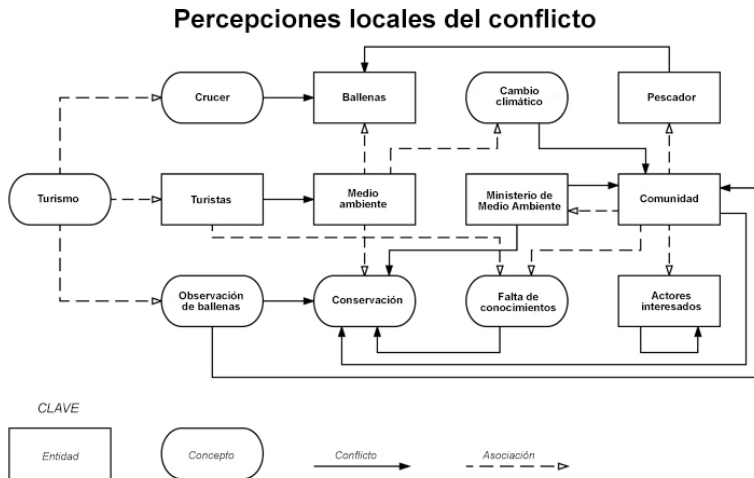 Percepciones locales del conflicto
Crucer
Ballenas
Cambio
climático
Pescador
Turismo
Turistas
Medio
ambiente
Ministerio de
Medio Ambiente
Comunidad
Observación
de ballenas
Conservación
Falta de
conocimientos
Actores
interesados
CLAVE
Entidad
Concepto
Conflicto
Asociación